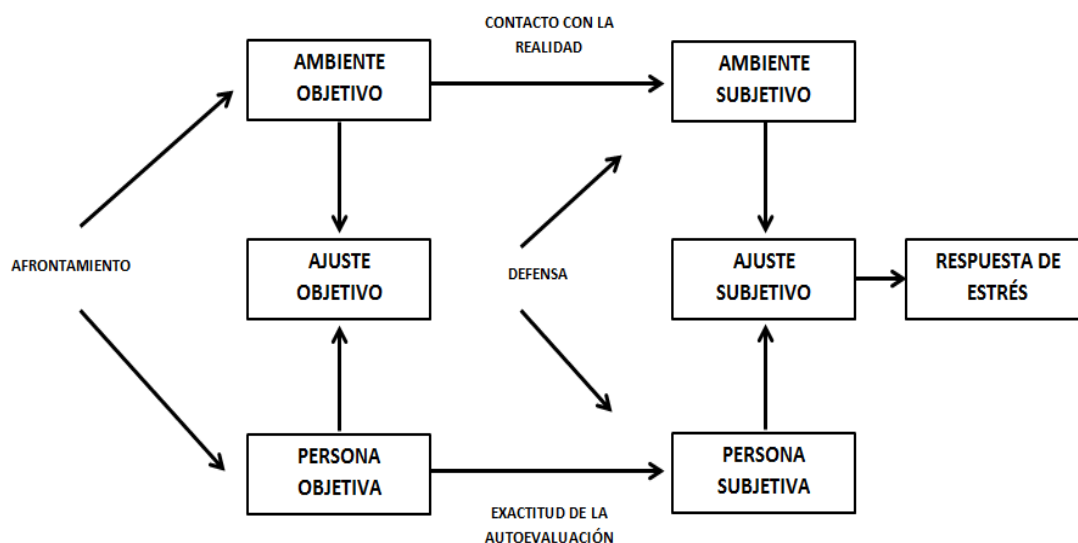 CONTACTO CON LA
REALIDAD
AMBIENTE
OBJETIVO
AMBIENTE
SUBJETIVO
AFRONTAMIENTO
AJUSTE
OBJETIVO
DEFENSA
AJUSTE
SUBJETIVO
RESPUESTA DE
ESTRÉS
PERSONA
OBJETIVA
PERSONA
SUBJETIVA
EXACTITUD DE LA
AUTOEVALUACIÓN